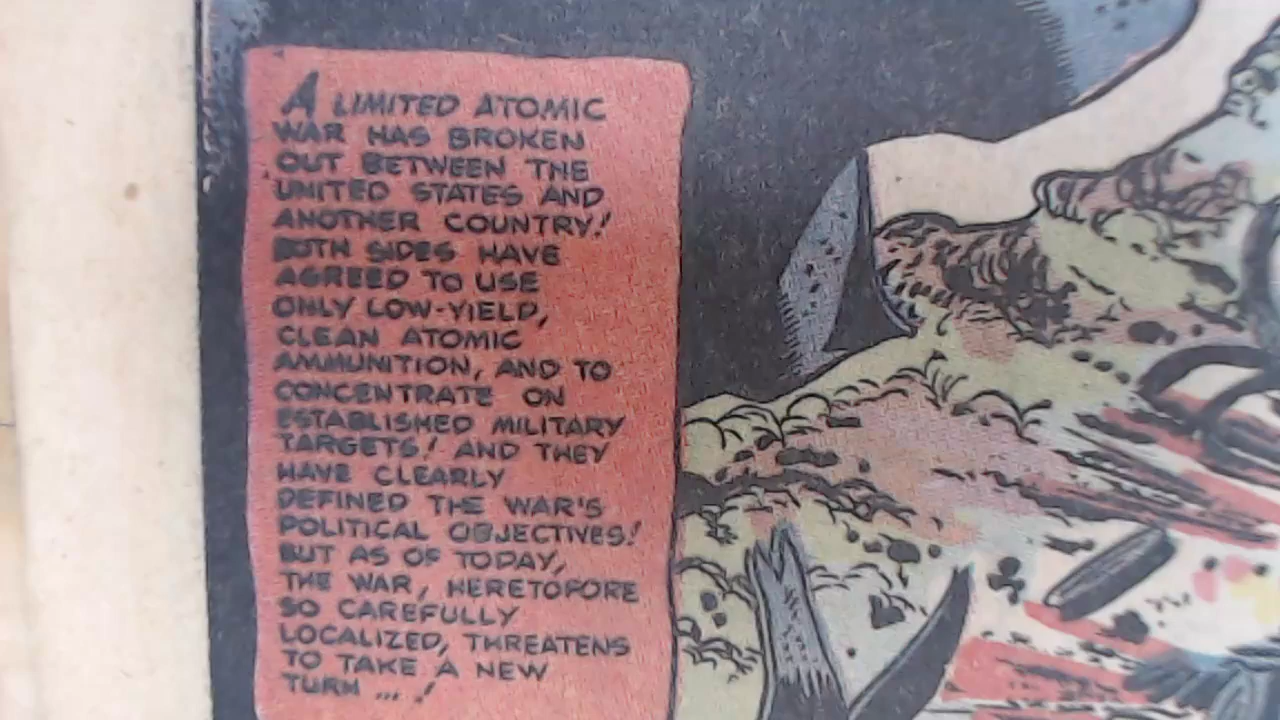 A LIMITED ATOMIC
WAR HAS BROKEN
OUT BETWEEN THE
UNITED STATES AND
ANOTHER COUNTRY!
BOTH SIDES HAVE
AGREED TO USE
ONLY LOW-YIELD,
CLEAN ATOMIC
AMMUNITION, AND TO
CONCENTRATE ON
ESTABLISHED MILITARY
TARGETS! AND THEY
HAVE CLEARLY
DEFINED THE WAR'S
POLITICAL OBJECTIVES!
BUT AS OF TODAY,
THE WAR, HERETOFORE
SO CAREFULLY
LOCALIZED, THREATENS
TO TAKE A NEW
TURN ... !